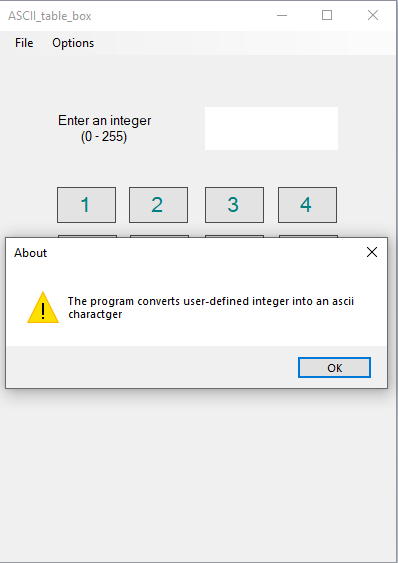 ASCII_table_box
File Options
Enter an integer
(0 - 255)
1 2 3 4
About
The program converts user-defined integer into an ascii
charactger
OK